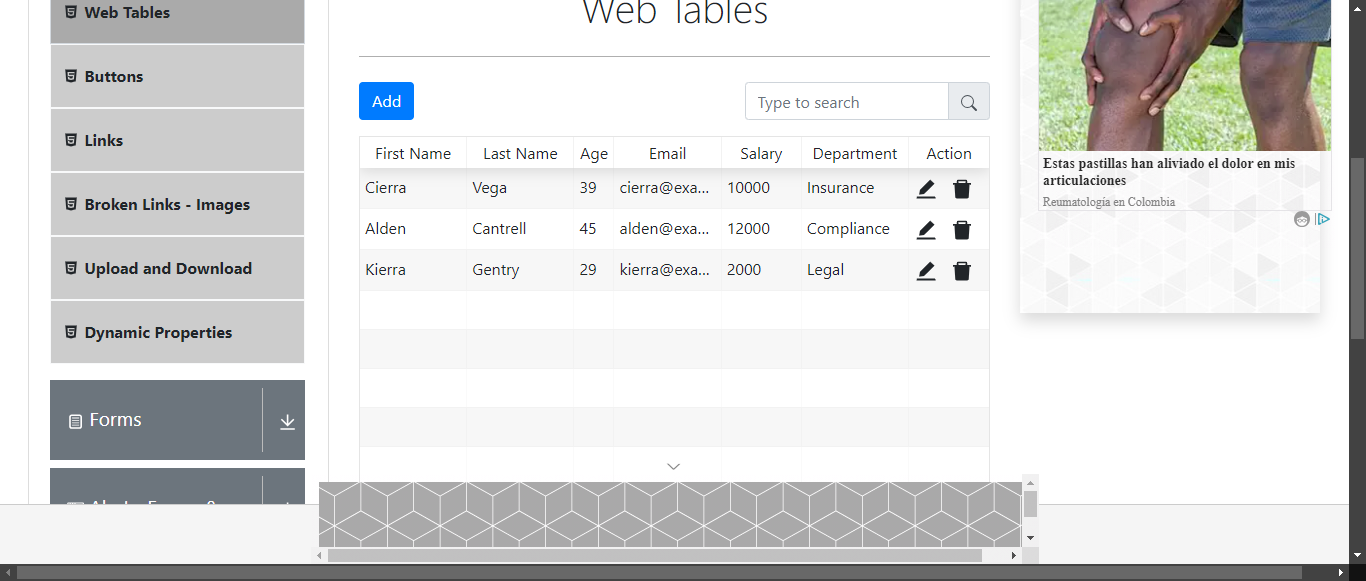 Web Tables
Buttons
Links
Broken Links - Images
Upload and Download
Dynamic Properties
Forms
Web Tables
Add
Type to search
First Name Last Name Age Email Salary Department Action
Cierra Vega 39 cierra@exa... 10000 Insurance
Alden Cantrell 45 alden@exa... 12000 Compliance
Kierra Gentry 29 kierra@exa... 2000 Legal
Estas pastillas han aliviado el dolor en mis
articulaciones
Reumatología en Colombia